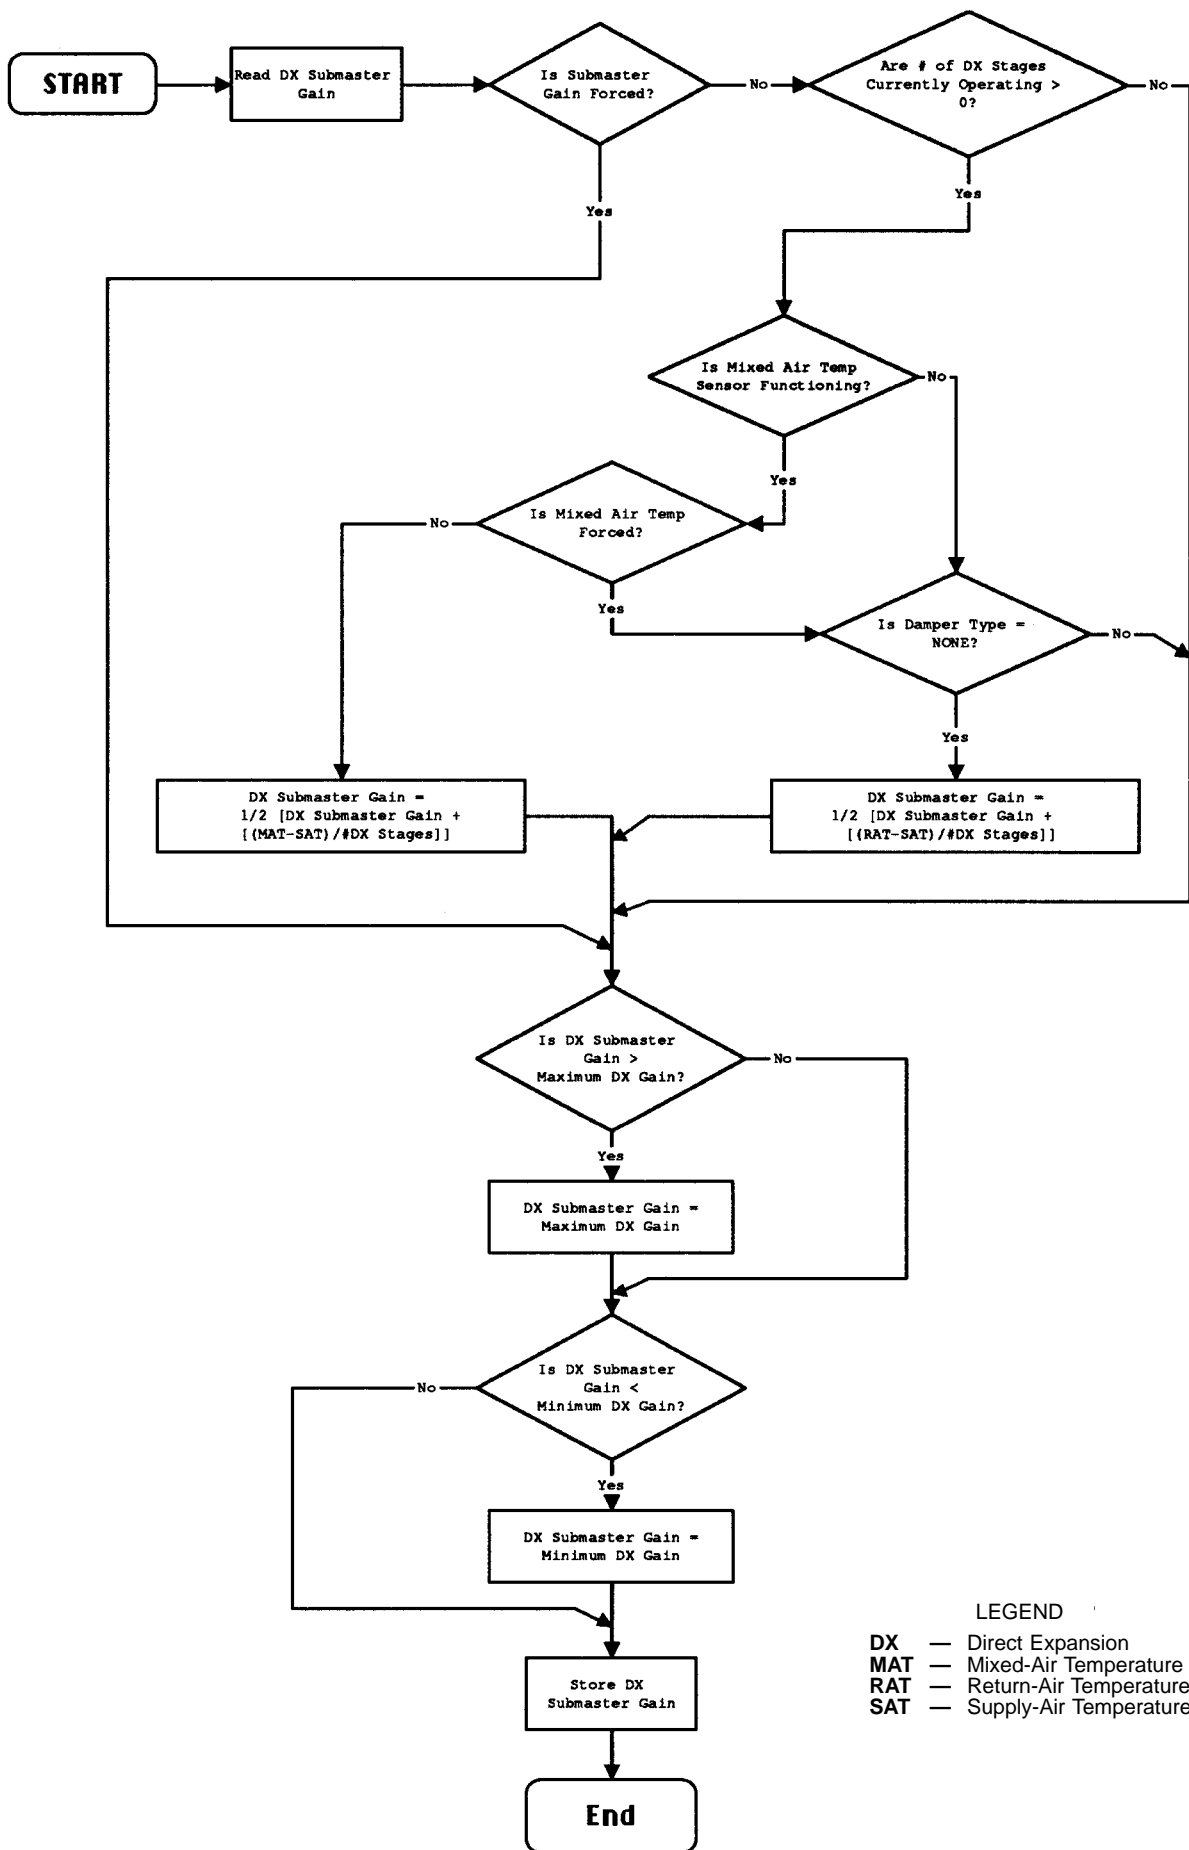 START
Read DX Submaster
Gain
Is Submaster
Gain Forced?
No
Are # of DX Stages
Currently Operating >
0?
No
Yes
Yes
Is Mixed Air Temp
Sensor Functioning?
No
Yes
Is Mixed Air Temp
Forced?
No
Yes
Is Damper Type =
NONE?
No
Yes
DX Submaster Gain =
1/2 [DX Submaster Gain +
[(MAT-SAT)/#DX Stages]]
DX Submaster Gain =
1/2 [DX Submaster Gain +
[(RAT-SAT)/#DX Stages]]
Is DX Submaster
Gain >
Maximum DX Gain?
No
Yes
DX Submaster Gain =
Maximum DX Gain
Is DX Submaster
Gain <
Minimum DX Gain?
No
Yes
DX Submaster Gain =
Minimum DX Gain
Store DX
Submaster Gain
End
LEGEND
DX — Direct Expansion
MAT — Mixed-Air Temperature
RAT — Return-Air Temperature
SAT — Supply-Air Temperature